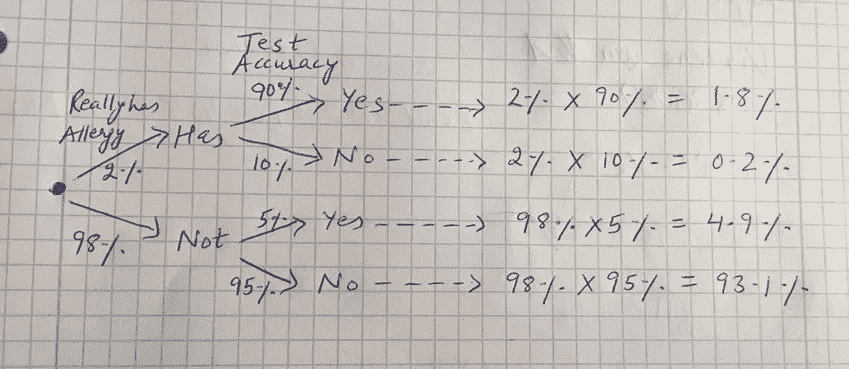 Test
Accuracy
Really has
Allergy
Has
2%
90%
Yes ----> 2% X 90% = 1.8%
10%
No ----> 2% X 10% = 0.2%
98%
Not
5%
Yes -----> 98% X 5% = 4.9%
95%
No ----> 98% X 95% = 93.1%